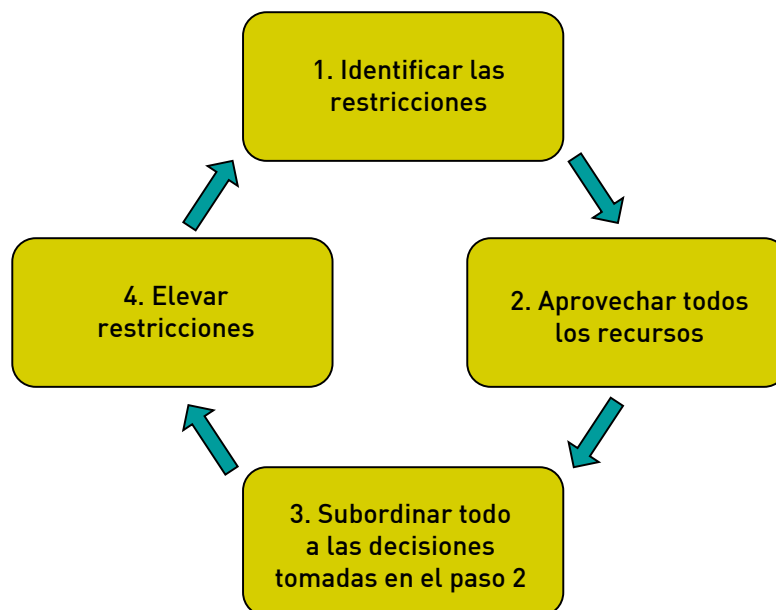 1. Identificar las
restricciones
2. Aprovechar todos
los recursos
3. Subordinar todo
a las decisiones
tomadas en el paso 2
4. Elevar
restricciones